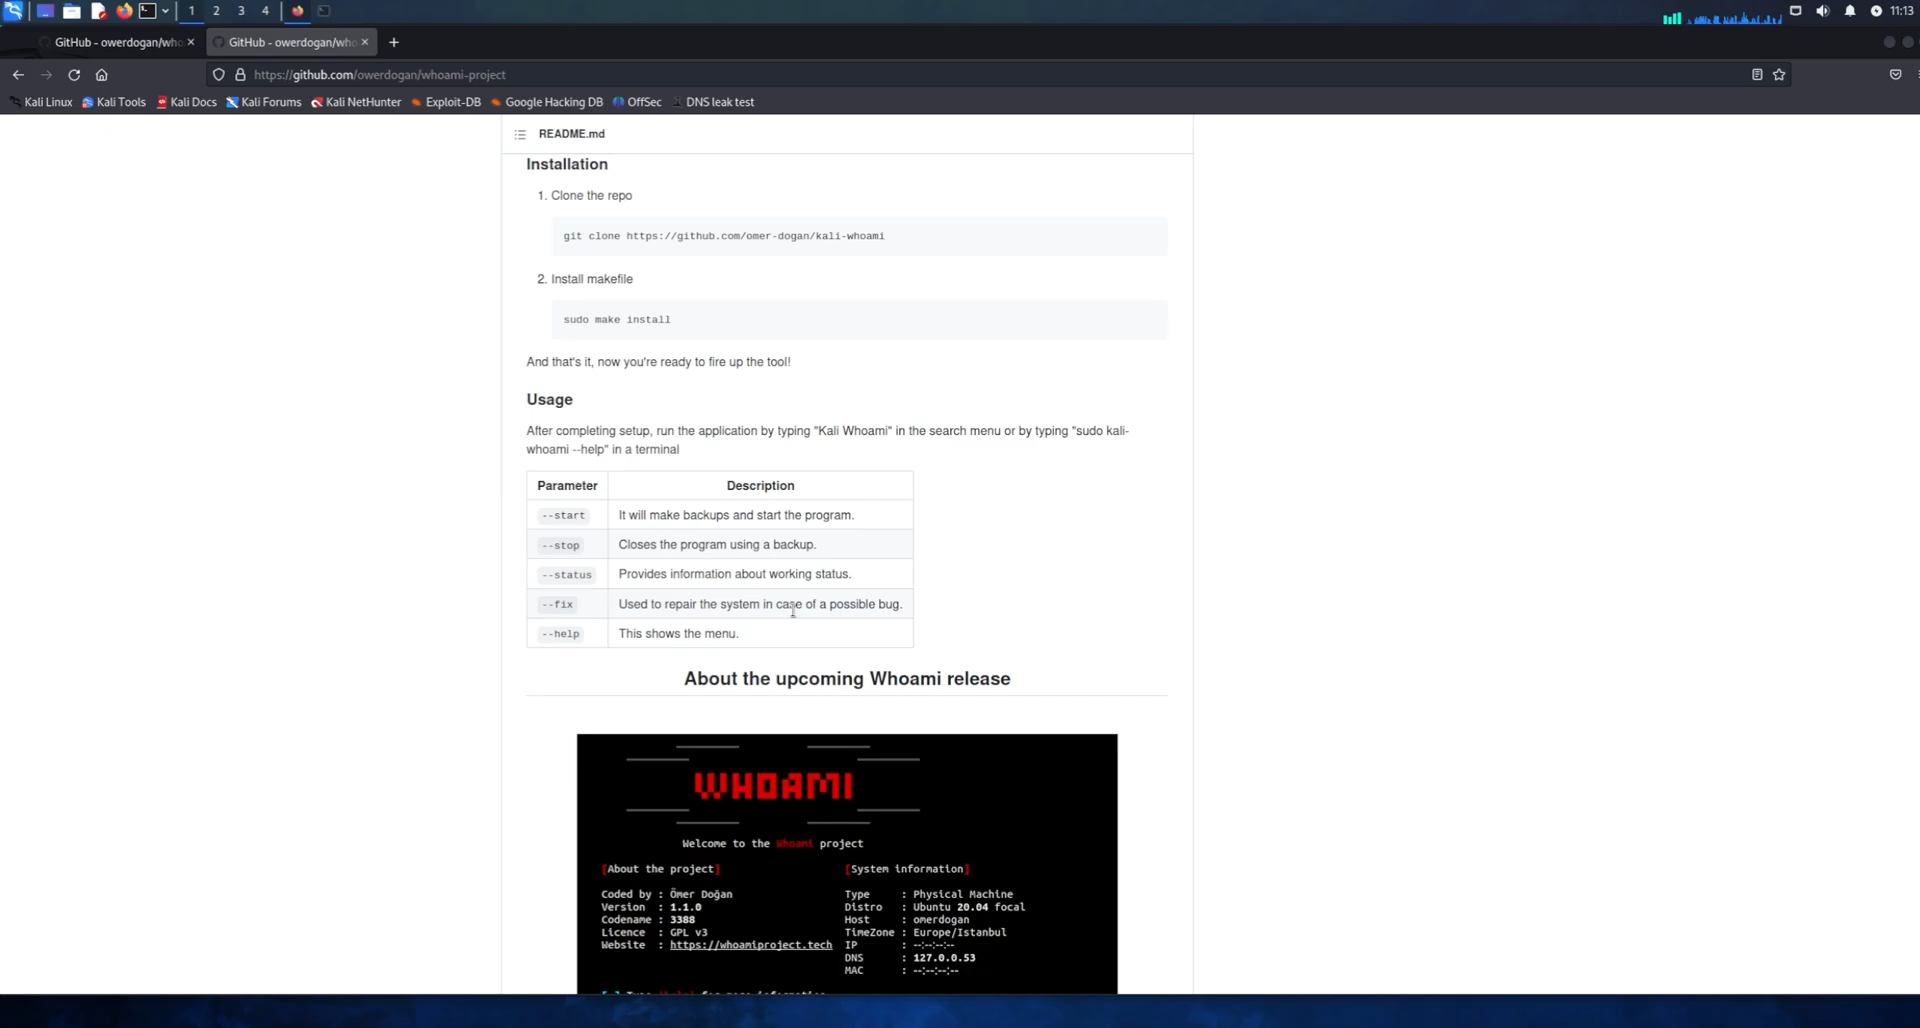 1 2 3 4 11:13
GitHub - owerdogan/who GitHub - owerdogan/who
https://github.com/owerdogan/whoami-project
Kali Linux Kali Tools Kali Docs Kali Forums Kali NetHunter Exploit-DB Google Hacking DB OffSec DNS leak test
README.md
Installation
1. Clone the repo
git clone https://github.com/omer-dogan/kali-whoami
2. Install makefile
sudo make install
And that's it, now you're ready to fire up the tool!
Usage
After completing setup, run the application by typing "Kali Whoami" in the search menu or by typing "sudo kali-
whoami --help" in a terminal
Parameter Description
--start It will make backups and start the program.
--stop Closes the program using a backup.
--status Provides information about working status.
--fix Used to repair the system in case of a possible bug.
--help This shows the menu.
About the upcoming Whoami release
WHOAMI
Welcome to the Whoami project
[About the project] [System information]
Coded by : Ömer Doğan Type : Physical Machine
Version : 1.1.0 Distro : Ubuntu 20.04 focal
Codename : 3388 Host : omerdogan
Licence : GPL v3 TimeZone : Europe/Istanbul
Website : https://whoamiproject.tech IP : --:--:--:--
DNS : 127.0.0.53
MAC : --:--:--:--